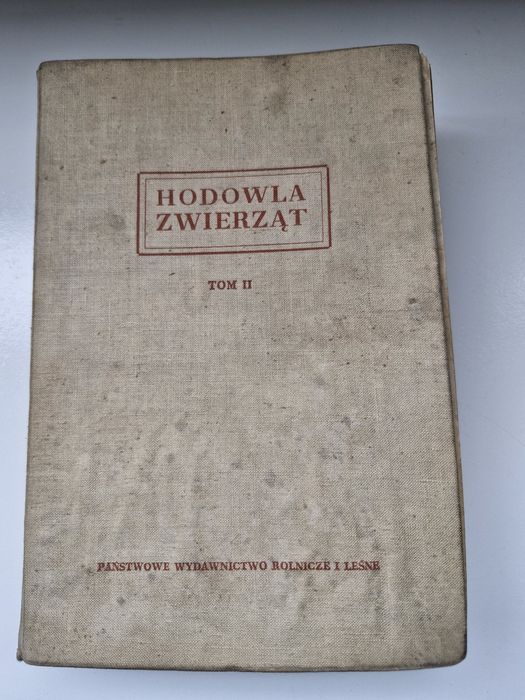 HODOWLA
ZWIERZĄT
TOM II
PAŃSTWOWE WYDAWNICTWO ROLNICZE I LEŚNE